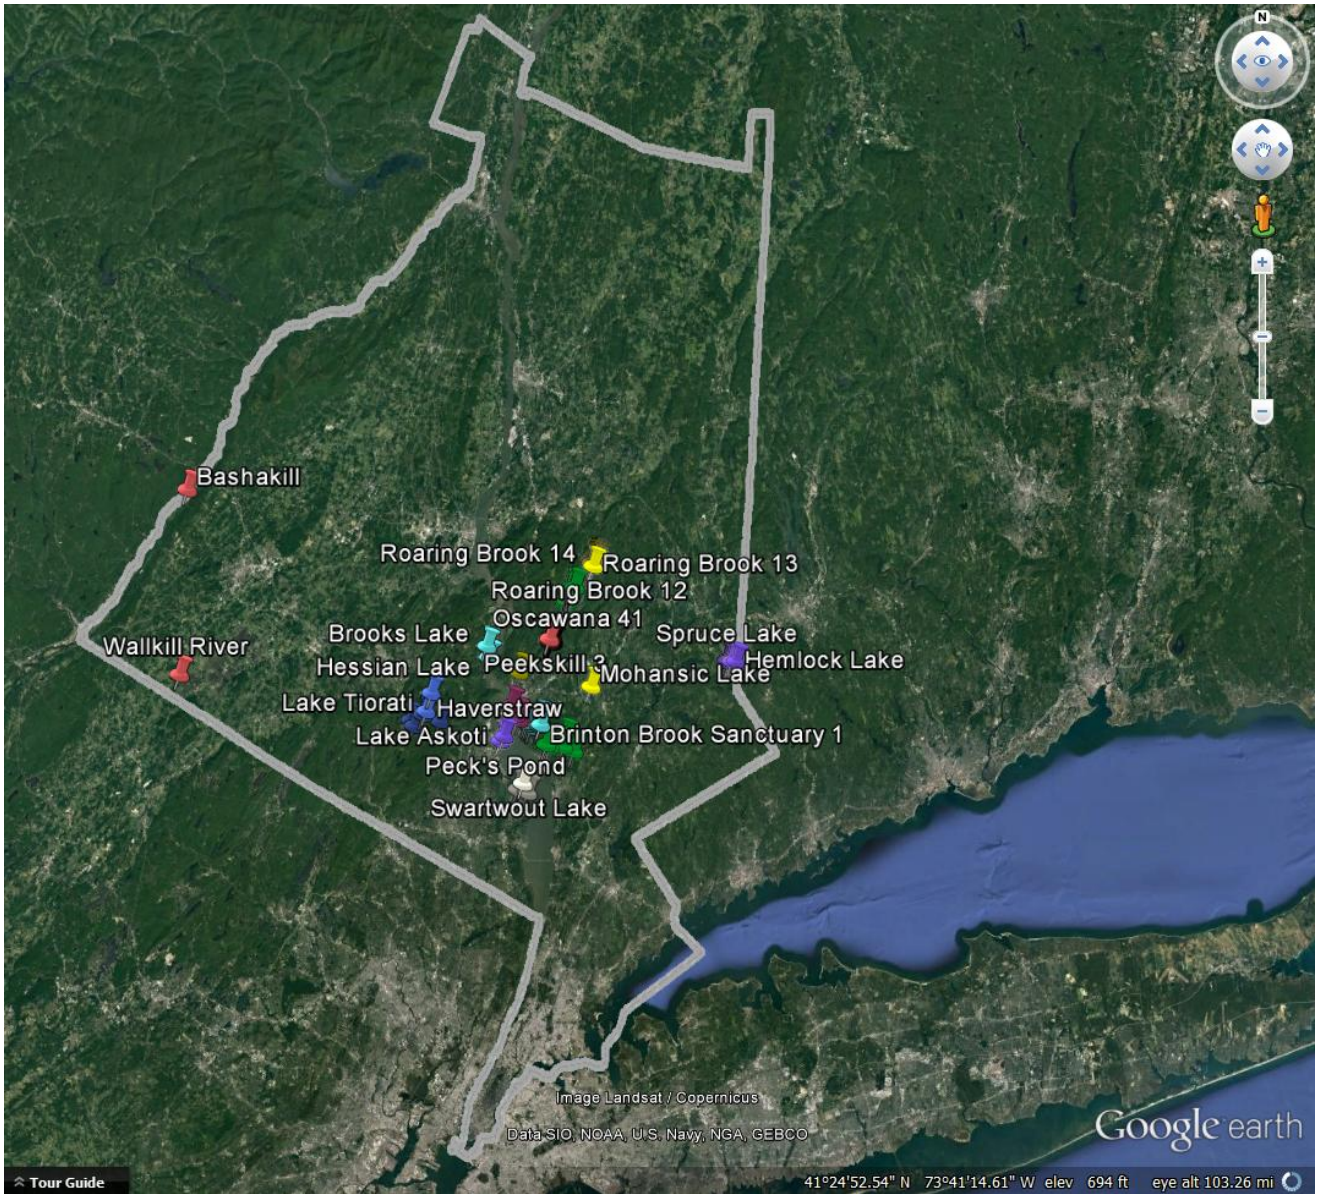 N
Bashakill
Roaring Brook 14
Roaring Brook 13
Roaring Brook 12
Oscawana 41
Brooks Lake
Spruce Lake
Wallkill River
Hessian Lake
Peekskill 3
Mohansic Lake
Hemlock Lake
Lake Tiorati
Haverstraw
Lake Askoti
Brinton Brook Sanctuary 1
Peck's Pond
Swartwout Lake
Image Landsat / Copernicus
Data SIO, NOAA, U.S. Navy, NGA, GEBCO
Google earth
Tour Guide
41°24'52.54" N 73°41'14.61" W elev 694 ft eye alt 103.26 mi